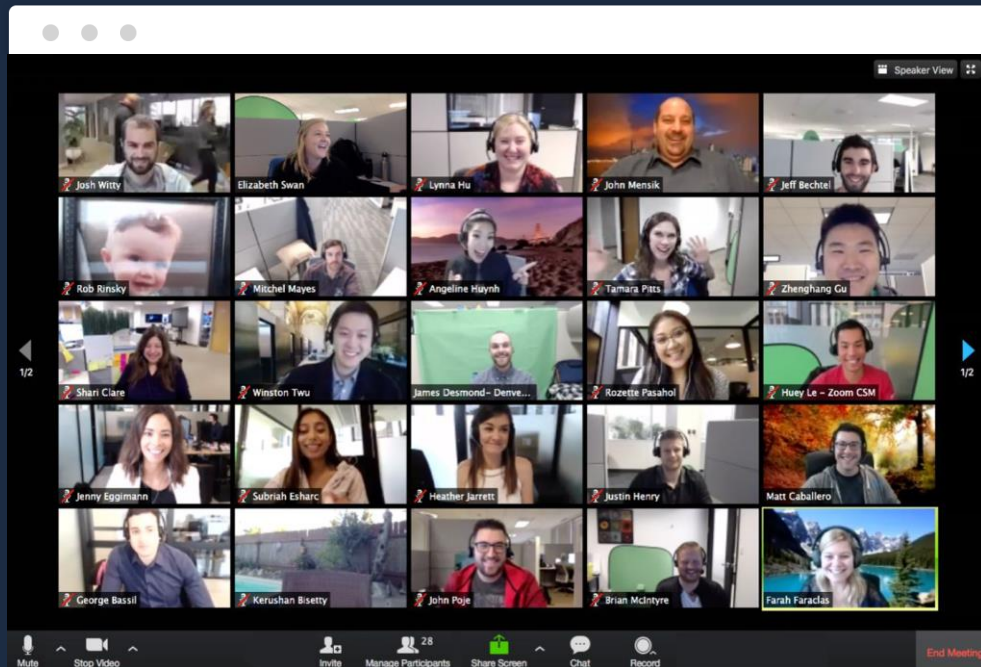 Speaker View
Josh Witty
Elizabeth Swan
Lynna Hu
John Mensik
Jeff Bechtel
Rob Rinsky
Mitchel Mayes
Angeline Huynh
Tamara Pitts
Zhenghang Gu
1/2
Shari Clare
Winston Twu
James Desmond- Denve...
Rozette Pasahol
Huey Le – Zoom CSM
1/2
Jenny Eggimann
Subriah Esharc
Heather Jarrett
Justin Henry
Matt Caballero
George Bassil
Kerushan Bisetty
John Poje
Brian McIntyre
Farah Faraclas
Mute
Stop Video
Invite
28
Manage Participants
Share Screen
Chat
Record
End Meeting